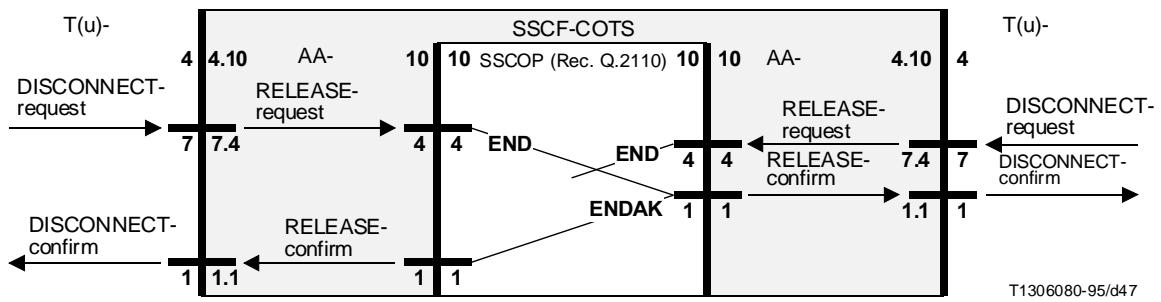 T(u)-
T(u)-
SSCF-COTS
4 4.10 AA- 10 10 SSCOP (Rec. Q.2110) 10 10 AA- 4.10 4
DISCONNECT-
request
RELEASE-
request
RELEASE-
request
DISCONNECT-
request
7 7.4 4 4 END
END 4 4 7.4 7
RELEASE-
confirm
DISCONNECT-
confirm
DISCONNECT-
confirm
RELEASE-
confirm
ENDAK 1 1 1.1 1
1 1.1 1 1
T1306080-95/d47